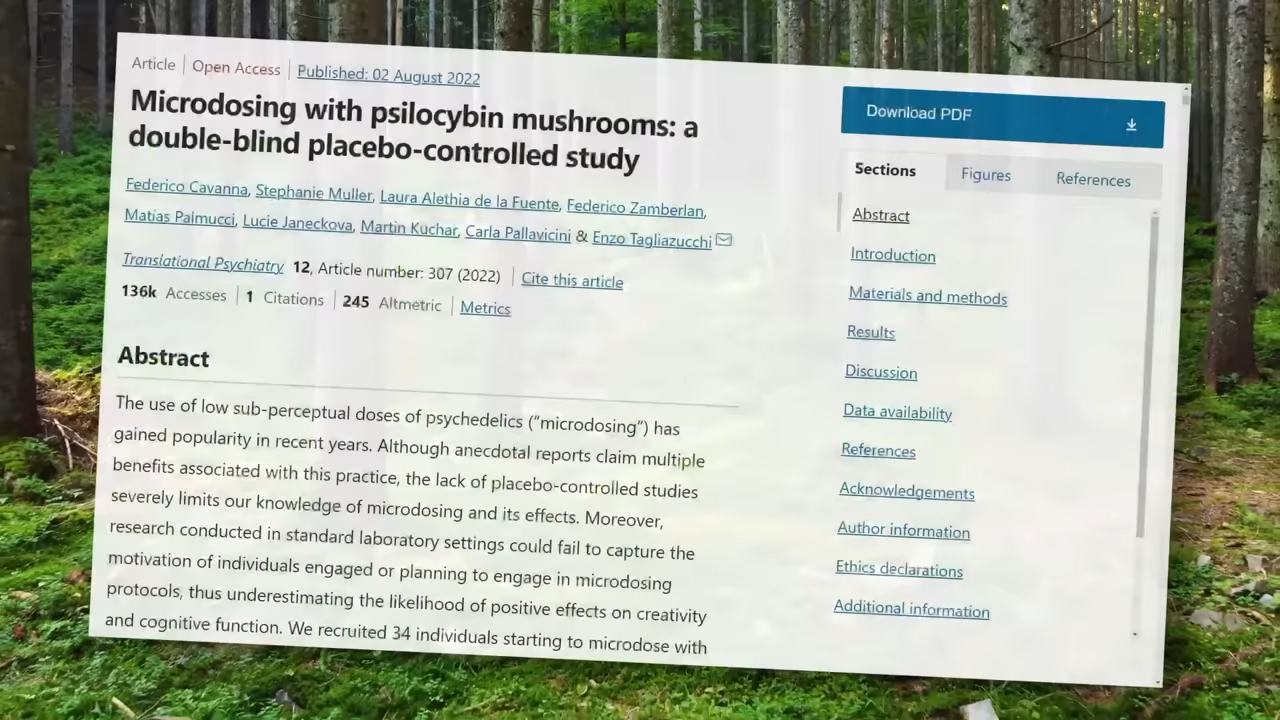 Article | Open Access | Published: 02 August 2022
Microdosing with psilocybin mushrooms: a
double-blind placebo-controlled study
Federico Cavanna, Stephanie Muller, Laura Alethia de la Fuente, Federico Zamberlan,
Matías Palmucci, Lucie Janeckova, Martin Kuchar, Carla Pallavicini & Enzo Tagliazucchi
Translational Psychiatry 12, Article number: 307 (2022) | Cite this article
136k Accesses | 1 Citations | 245 Altmetric | Metrics
Abstract
The use of low sub-perceptual doses of psychedelics (“microdosing”) has
gained popularity in recent years. Although anecdotal reports claim multiple
benefits associated with this practice, the lack of placebo-controlled studies
severely limits our knowledge of microdosing and its effects. Moreover,
research conducted in standard laboratory settings could fail to capture the
motivation of individuals engaged or planning to engage in microdosing
protocols, thus underestimating the likelihood of positive effects on creativity
and cognitive function. We recruited 34 individuals starting to microdose with
Download PDF
Sections Figures References
Abstract
Introduction
Materials and methods
Results
Discussion
Data availability
References
Acknowledgements
Author information
Ethics declarations
Additional information